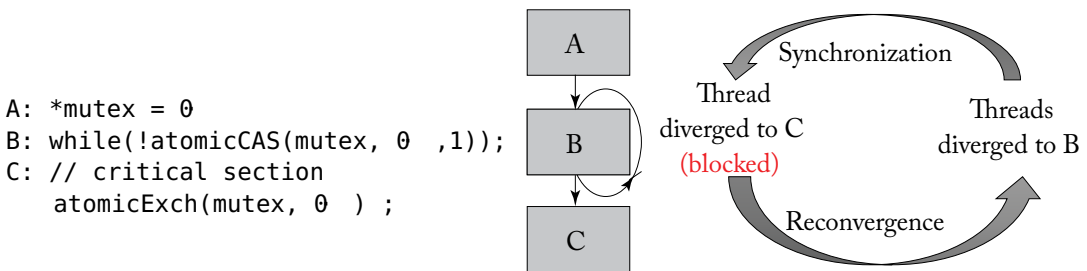 A: *mutex = 0
B: while(!atomicCAS(mutex, 0 ,1));
C: // critical section
atomicExch(mutex, 0 ) ;
A
B
C
Synchronization
Thread
diverged to C
(blocked)
Threads
diverged to B
Reconvergence